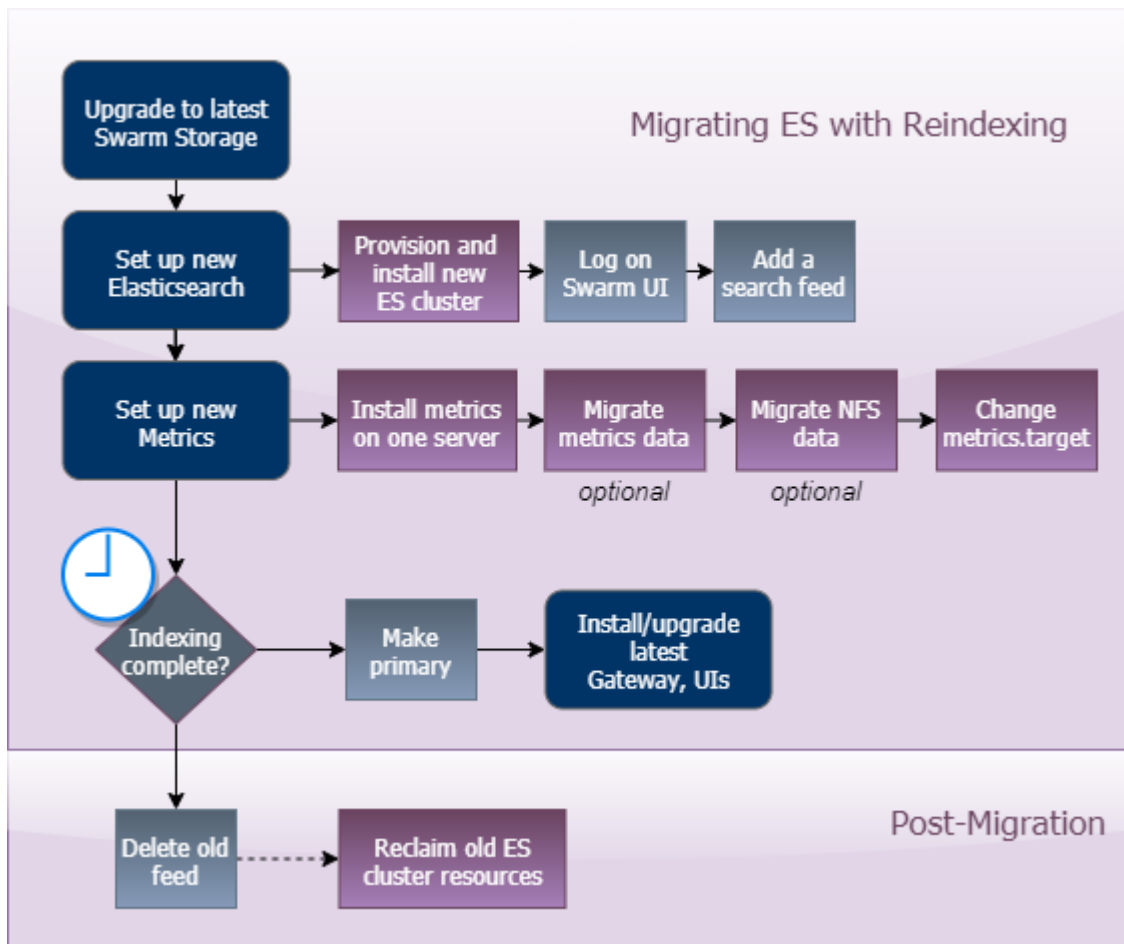 Migrating ES with Reindexing
Upgrade to latest
Swarm Storage
Set up new
Elasticsearch
Provision and
install new
ES cluster
Log on
Swarm UI
Add a
search feed
Set up new
Metrics
Install metrics
on one server
Migrate
metrics data
optional
Migrate NFS
data
optional
Change
metrics.target
Indexing
complete?
Make
primary
Install/upgrade
latest
Gateway, UIs
Post-Migration
Delete old
feed
Reclaim old ES
cluster resources